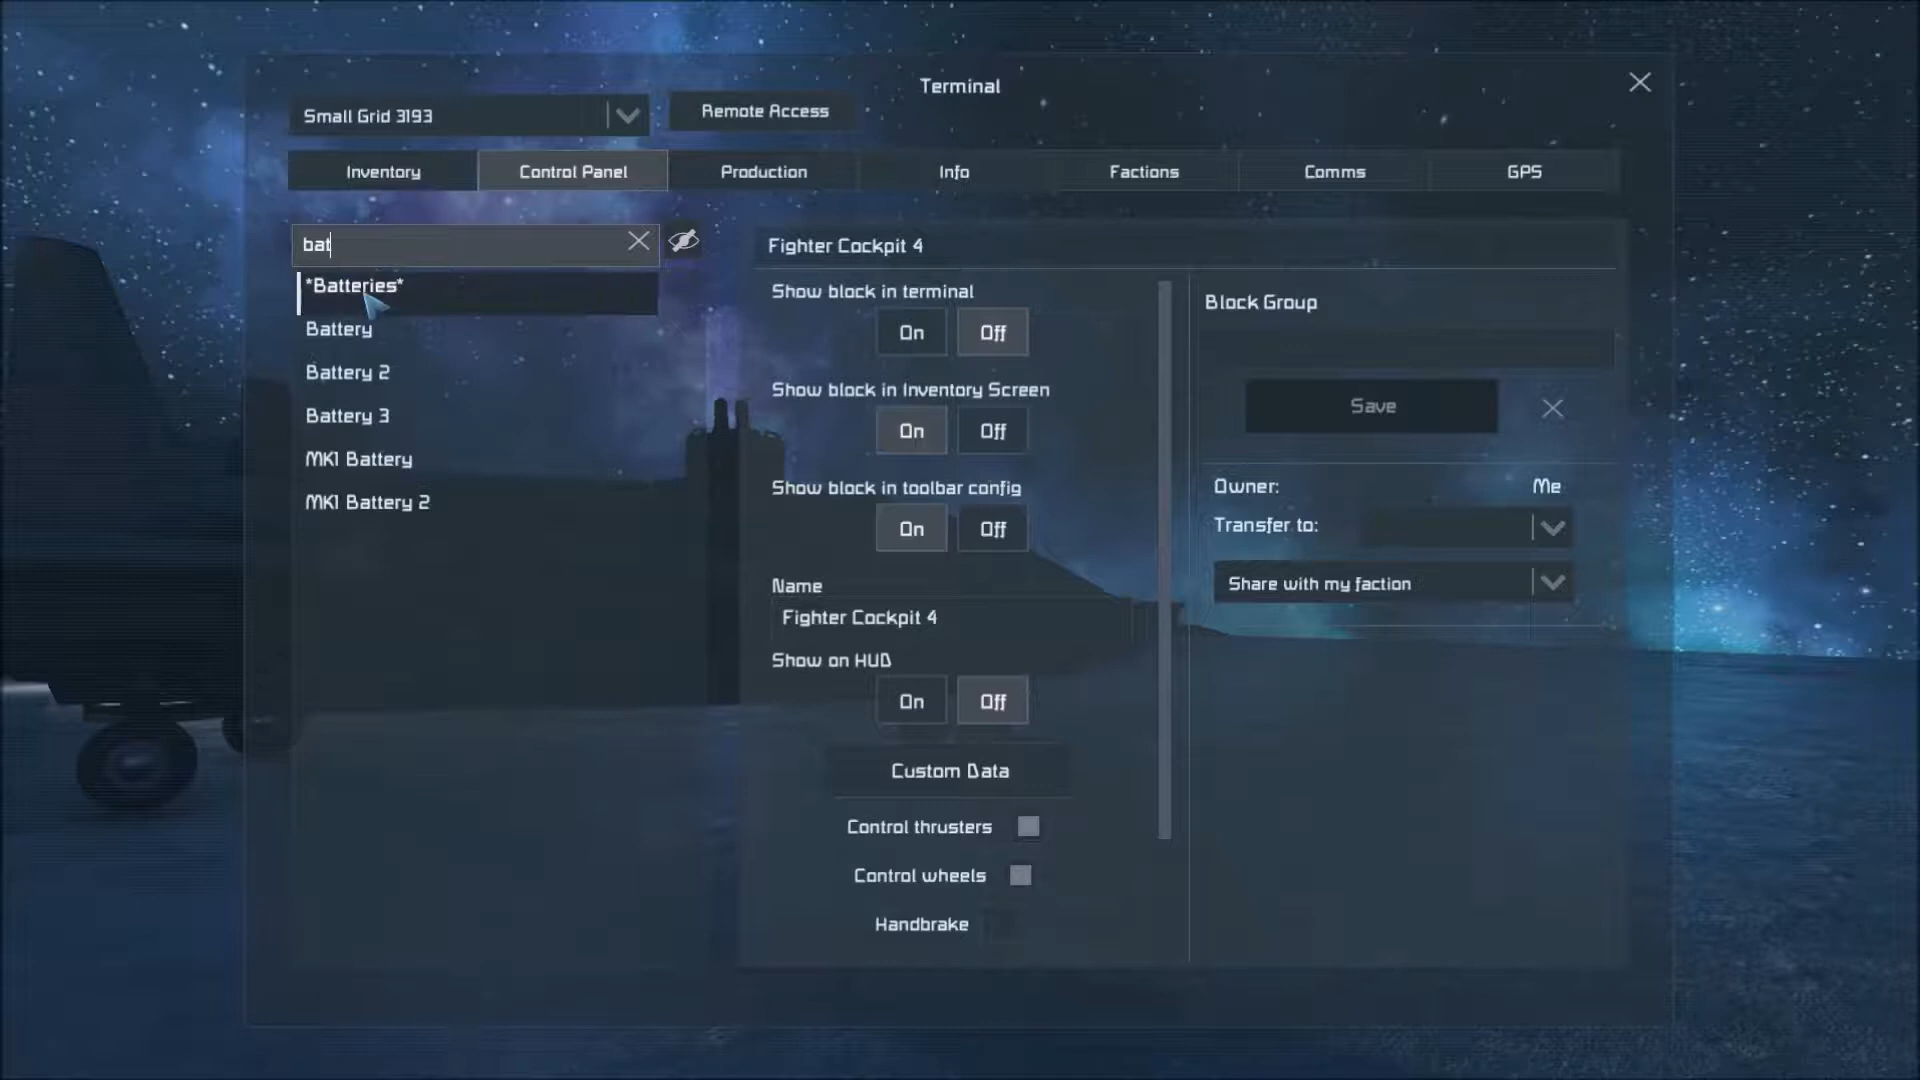 Terminal
Small Grid 3193
Remote Access
Inventory
Control Panel
Production
Info
Factions
Comms
GPS
bat
*Batteries*
Battery
Battery 2
Battery 3
MK1 Battery
MK1 Battery 2
Fighter Cockpit 4
Show block in terminal
On Off
Show block in Inventory Screen
On Off
Show block in toolbar config
On Off
Name
Fighter Cockpit 4
Show on HUD
On Off
Custom Data
Control thrusters
Control wheels
Handbrake
Block Group
Save
Owner: Me
Transfer to:
Share with my faction